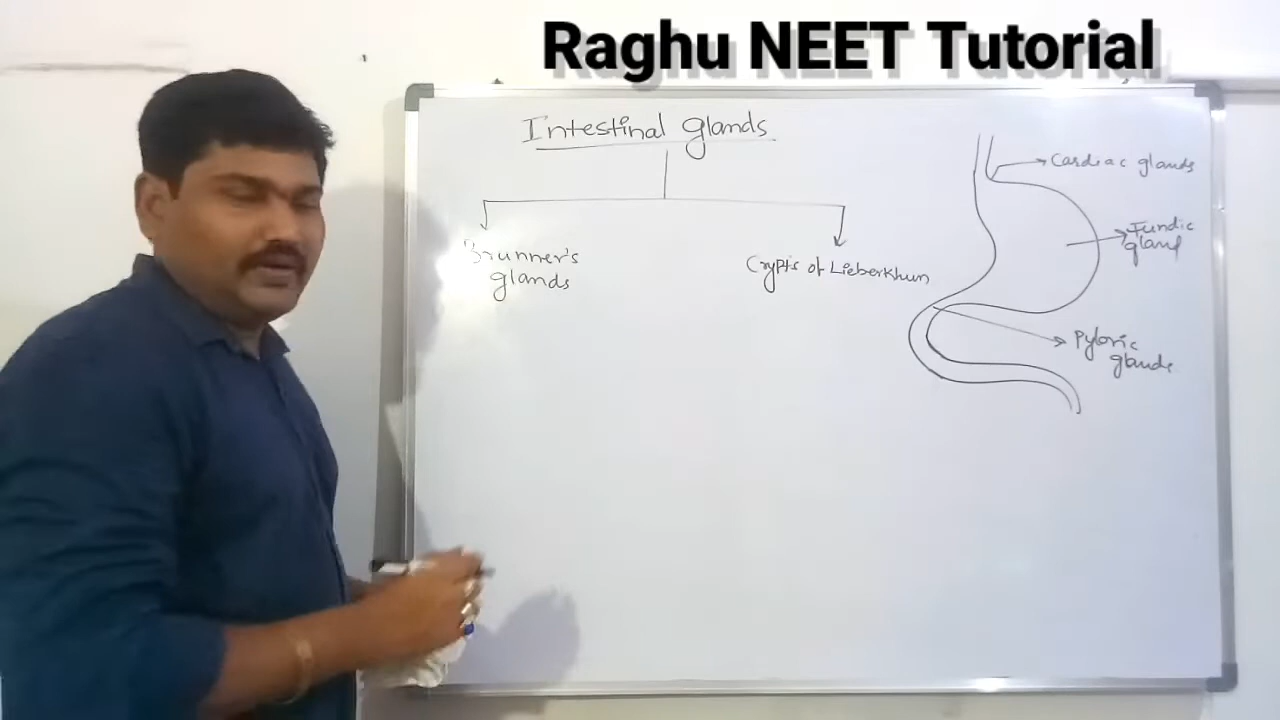 Raghu NEET Tutorial
Intestinal glands
Brunner's
glands
Crypts of Lieberkhun
Cardiac glands
Fundic
gland
Pyloric
glands